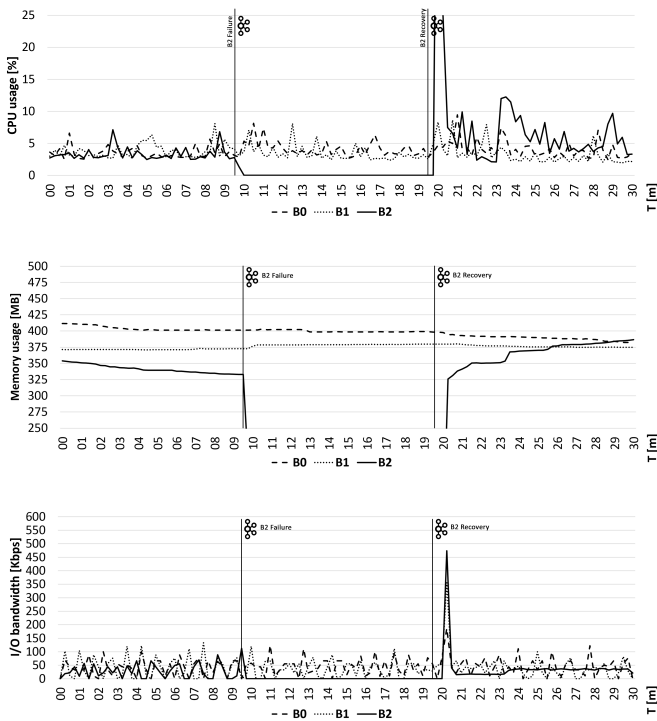 CPU usage [%]
25
20
15
10
5
0
B2 Failure
B2 Recovery
00 01 02 03 04 05 06 07 08 09 10 11 12 13 14 15 16 17 18 19 20 21 22 23 24 25 26 27 28 29 30
T [m]
B0 B1 B2
Memory usage [MB]
500
475
450
425
400
375
350
325
300
275
250
B2 Failure
B2 Recovery
00 01 02 03 04 05 06 07 08 09 10 11 12 13 14 15 16 17 18 19 20 21 22 23 24 25 26 27 28 29 30
T [m]
B0 B1 B2
I/O bandwidth [Kbps]
600
550
500
450
400
350
300
250
200
150
100
50
0
B2 Failure
B2 Recovery
00 01 02 03 04 05 06 07 08 09 10 11 12 13 14 15 16 17 18 19 20 21 22 23 24 25 26 27 28 29 30
T [m]
B0 B1 B2